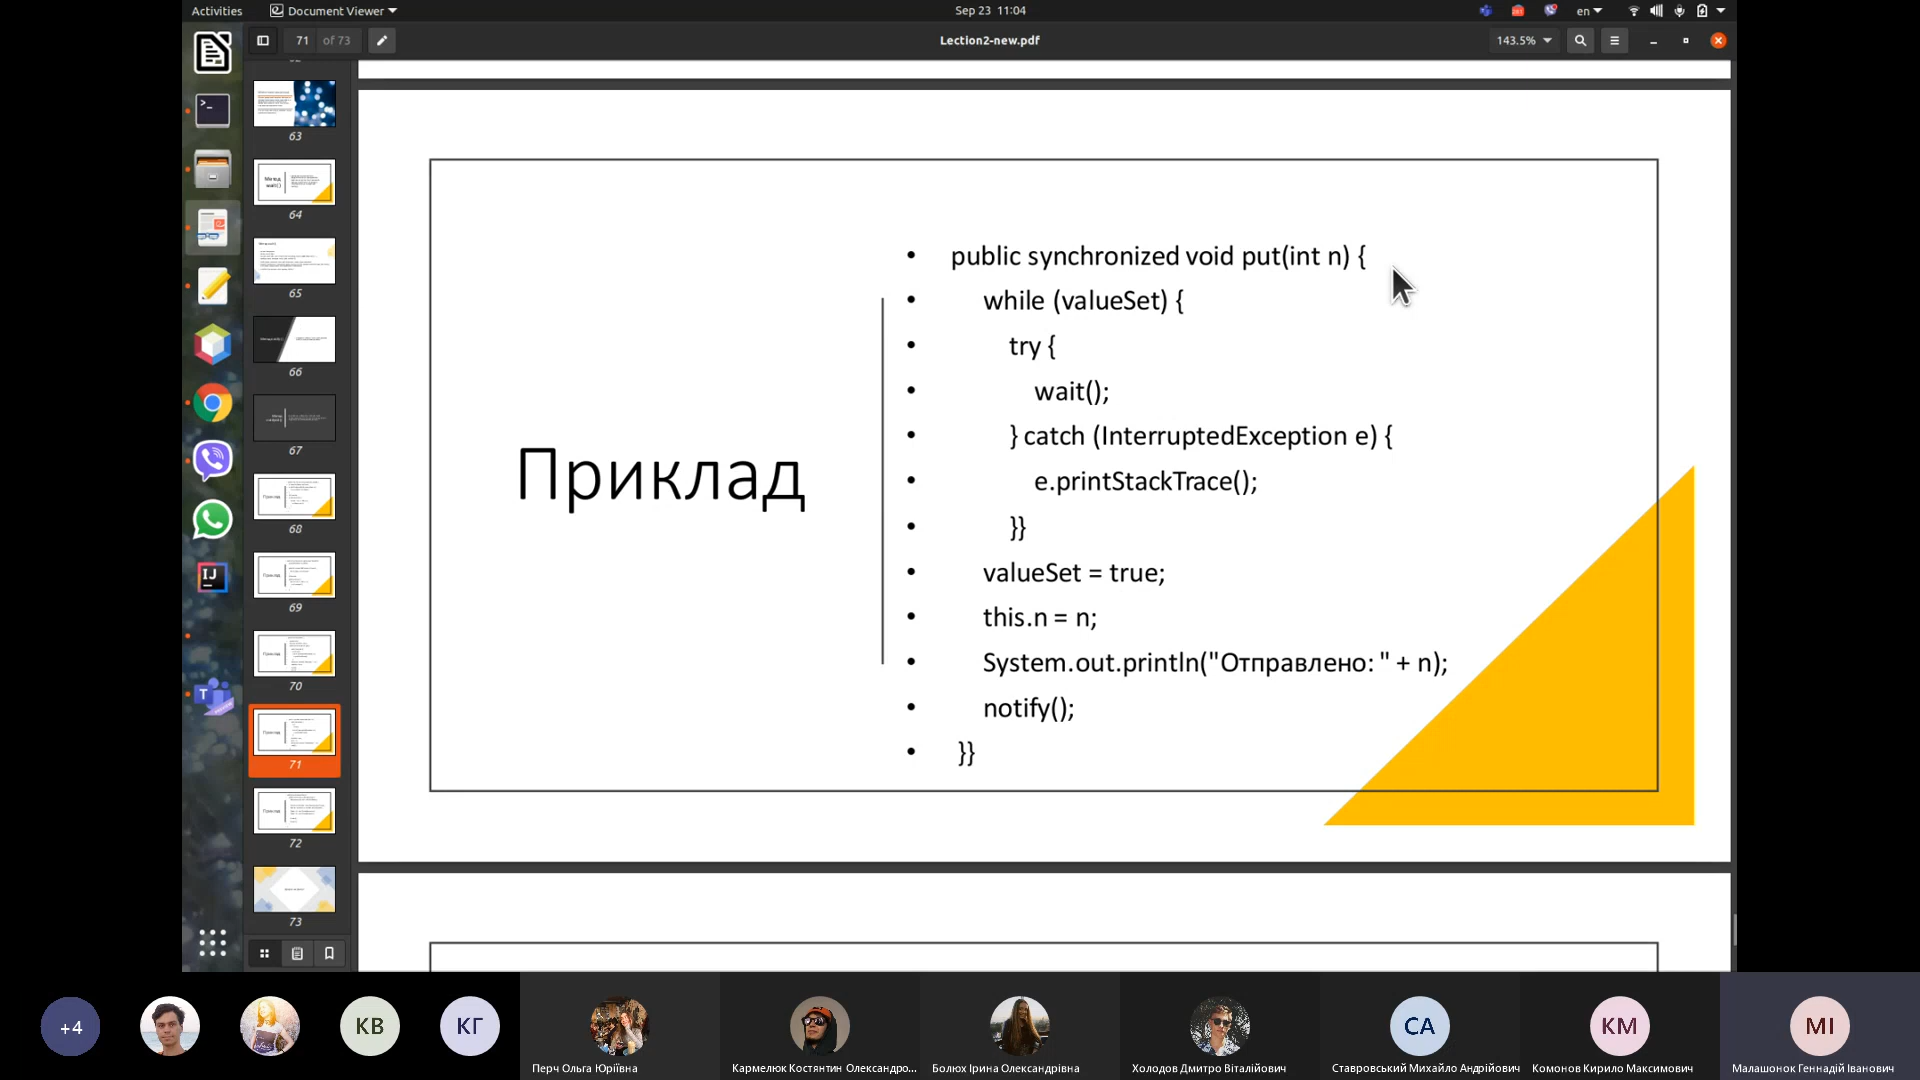 Activities
Document Viewer
Sep 23 11:04
en
71 of 73
Lection2-new.pdf
143.5%
63
64
65
66
67
68
69
70
71
72
73
Приклад
• public synchronized void put(int n) {
• while (valueSet) {
• try {
• wait();
• } catch (InterruptedException e) {
• e.printStackTrace();
• }}
• valueSet = true;
• this.n = n;
• System.out.println("Отправлено: " + n);
• notify();
• }}
+4
КВ
КГ
СА
КМ
МІ
Перч Ольга Юріївна
Кармелюк Костянтин Олександро...
Болюх Ірина Олександрівна
Холодов Дмитро Віталійович
Ставровський Михайло Андрійович
Комонов Кирило Максимович
Малашонок Геннадій Іванович